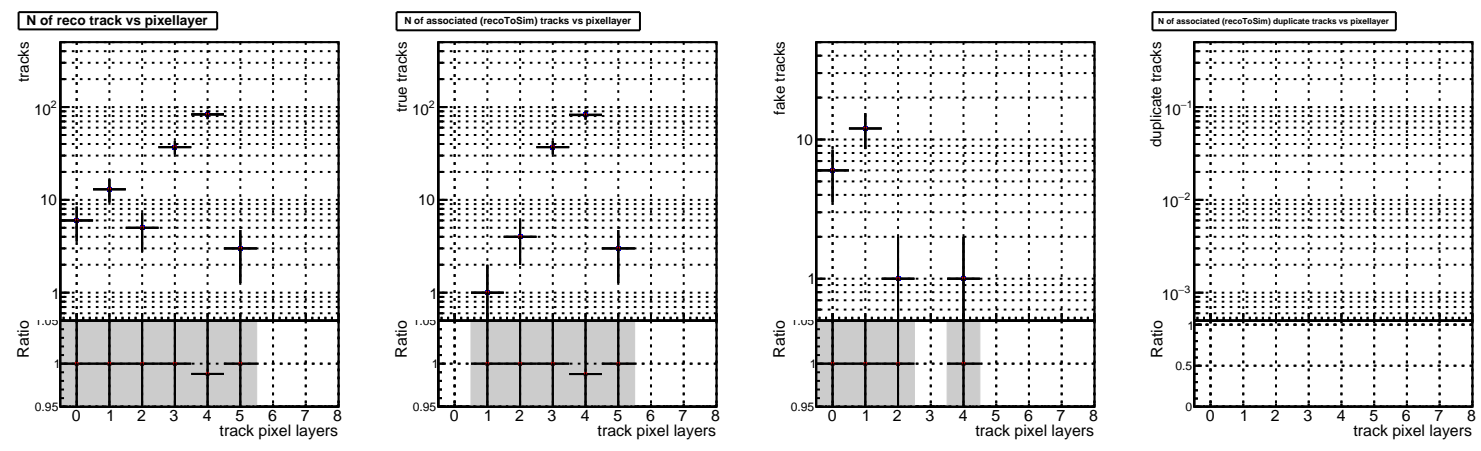 N of reco track vs pixellayer
tracks
10²
10
1
Ratio
1.05
1
0.95
0 1 2 3 4 5 6 7 8
track pixel layers
N of associated (recoToSim) tracks vs pixellayer
true tracks
10²
10
1
Ratio
1.05
1
0.95
0 1 2 3 4 5 6 7 8
track pixel layers
fake tracks
10
1
Ratio
1.05
1
0.95
0 1 2 3 4 5 6 7 8
track pixel layers
N of associated (recoToSim) duplicate tracks vs pixellayer
duplicate tracks
10⁻¹
10⁻²
10⁻³
Ratio
1
0.5
0
0 1 2 3 4 5 6 7 8
track pixel layers